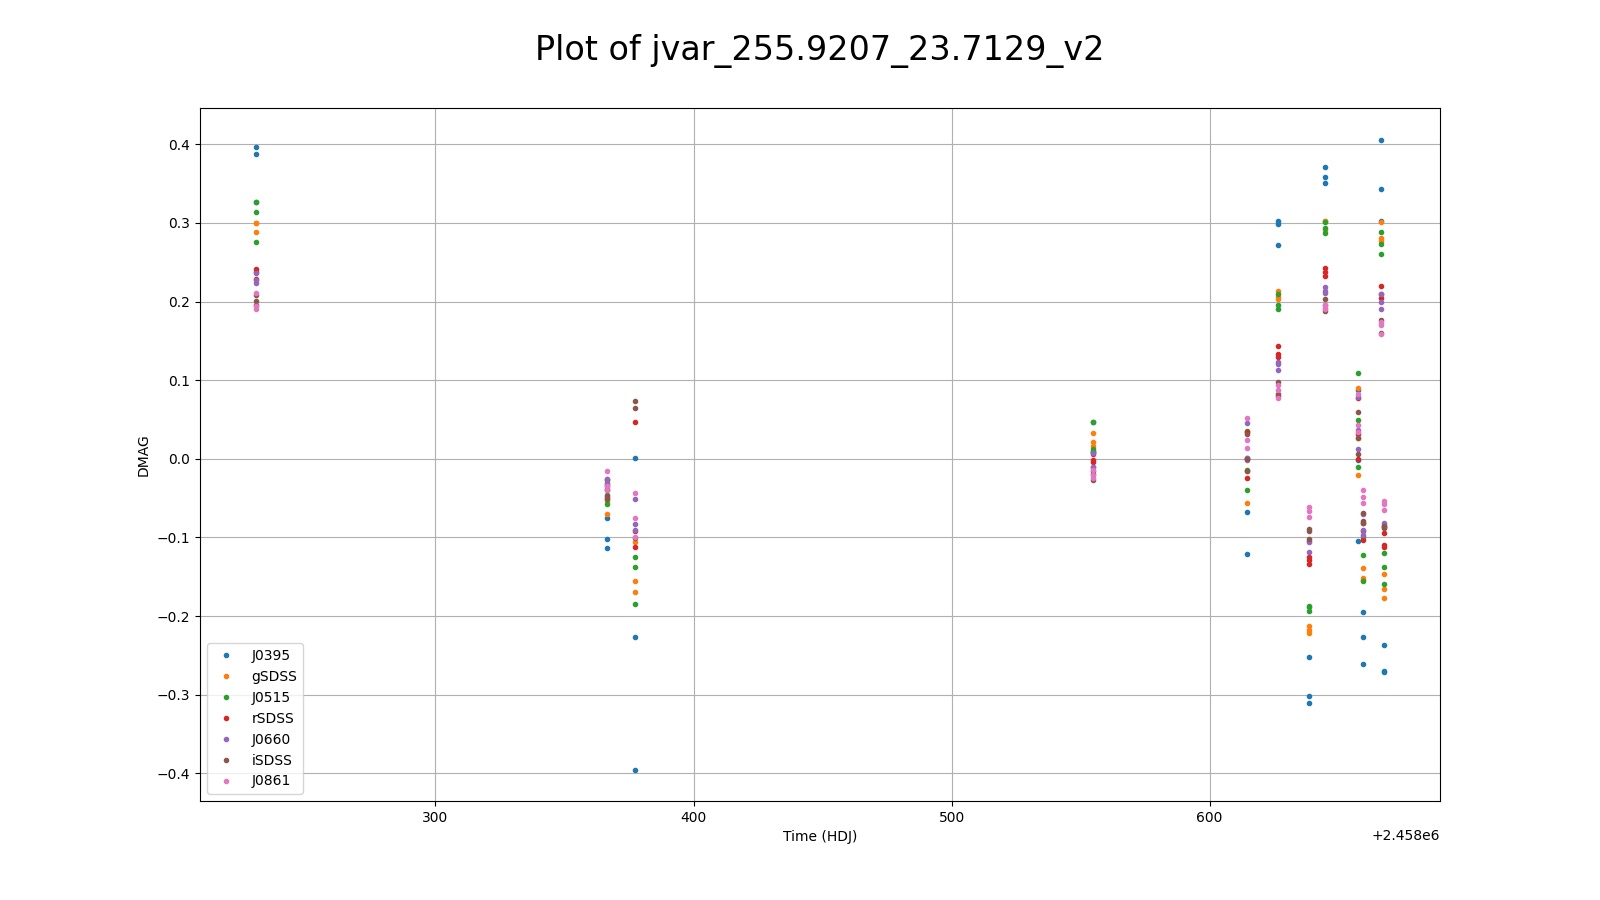 Plot of jvar_255.9207_23.7129_v2
0.4
0.3
0.2
0.1
0.0
−0.1
−0.2
−0.3
−0.4
DMAG
J0395
gSDSS
J0515
rSDSS
J0660
iSDSS
J0861
300 400 500 600
Time (HDJ)
+2.458e6